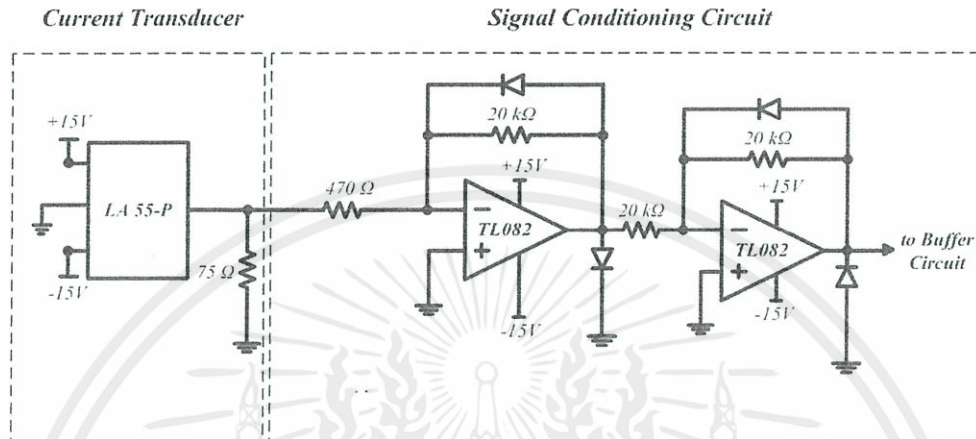 Current Transducer
Signal Conditioning Circuit
+15V
LA 55-P
-15V
75 Ω
470 Ω
20 kΩ
+15V
TL082
-15V
20 kΩ
20 kΩ
+15V
TL082
-15V
to Buffer
Circuit